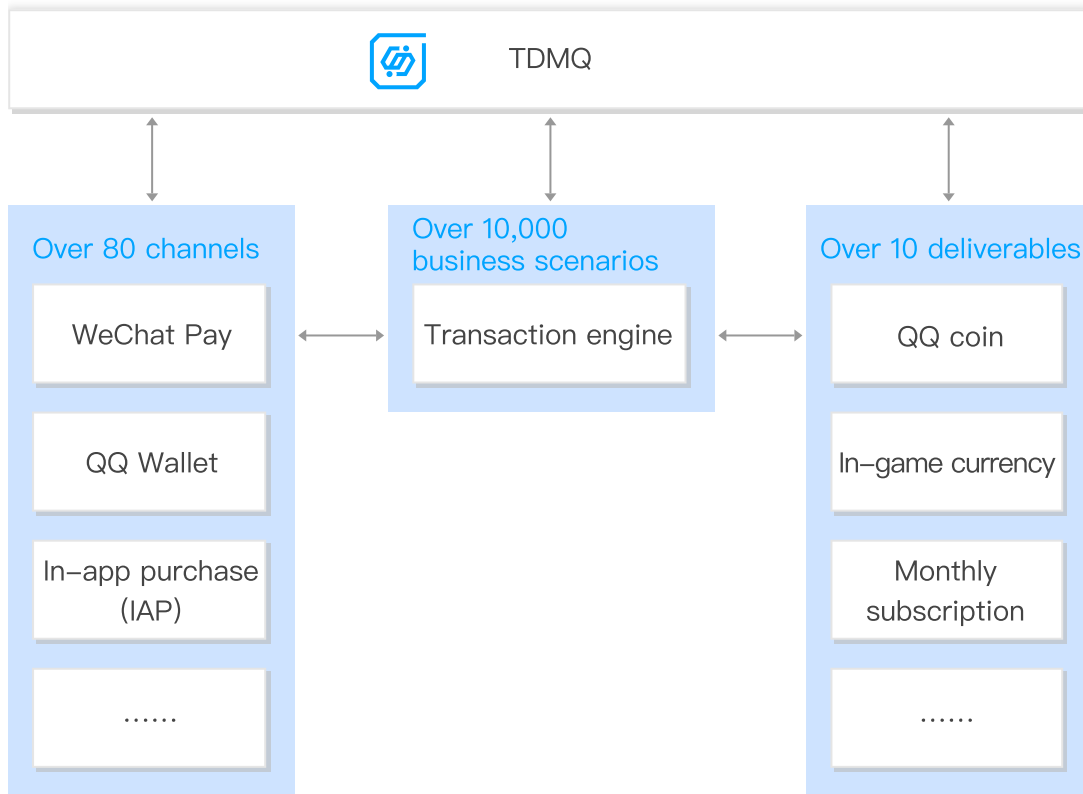 TDMQ
Over 80 channels
WeChat Pay
QQ Wallet
In-app purchase
(IAP)
......
Over 10,000
business scenarios
Transaction engine
Over 10 deliverables
QQ coin
In-game currency
Monthly
subscription
......